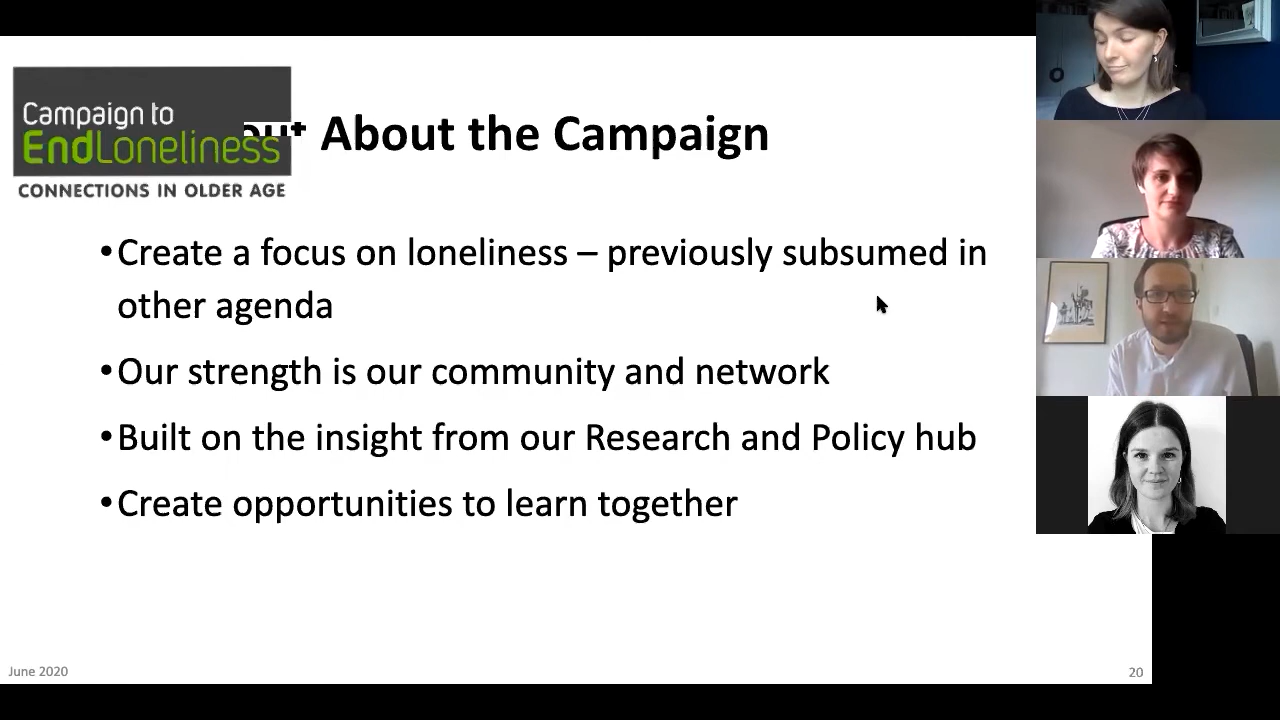 Campaign to
EndLoneliness
CONNECTIONS IN OLDER AGE
About the Campaign
•Create a focus on loneliness – previously subsumed in
other agenda
•Our strength is our community and network
•Built on the insight from our Research and Policy hub
•Create opportunities to learn together
June 2020
20